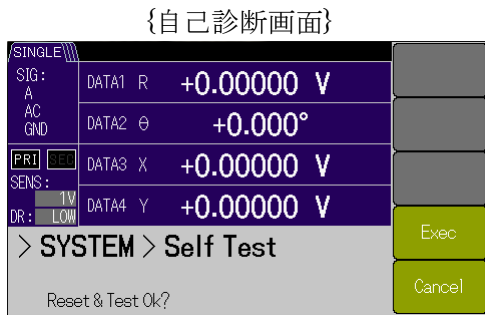 {自己診断画面}
SINGLE
SIG:
A
AC
GND
PRI SEC
SENS:
1V
DR: LOW
DATA1 R +0.00000 V
DATA2 θ +0.000°
DATA3 X +0.00000 V
DATA4 Y +0.00000 V
> SYSTEM > Self Test
Reset & Test Ok?
Exec
Cancel